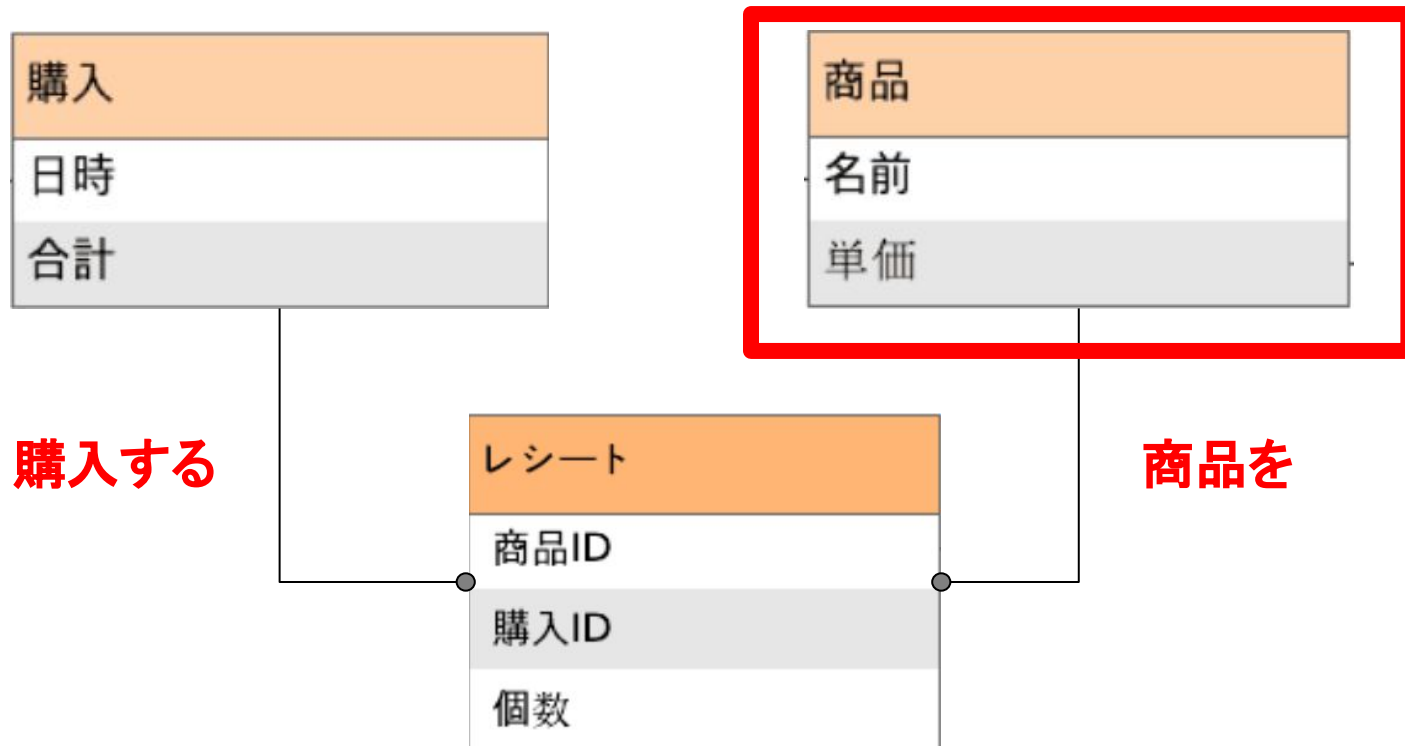 購入
日時
合計
商品
名前
単価
購入する
商品を
レシート
商品ID
購入ID
個数